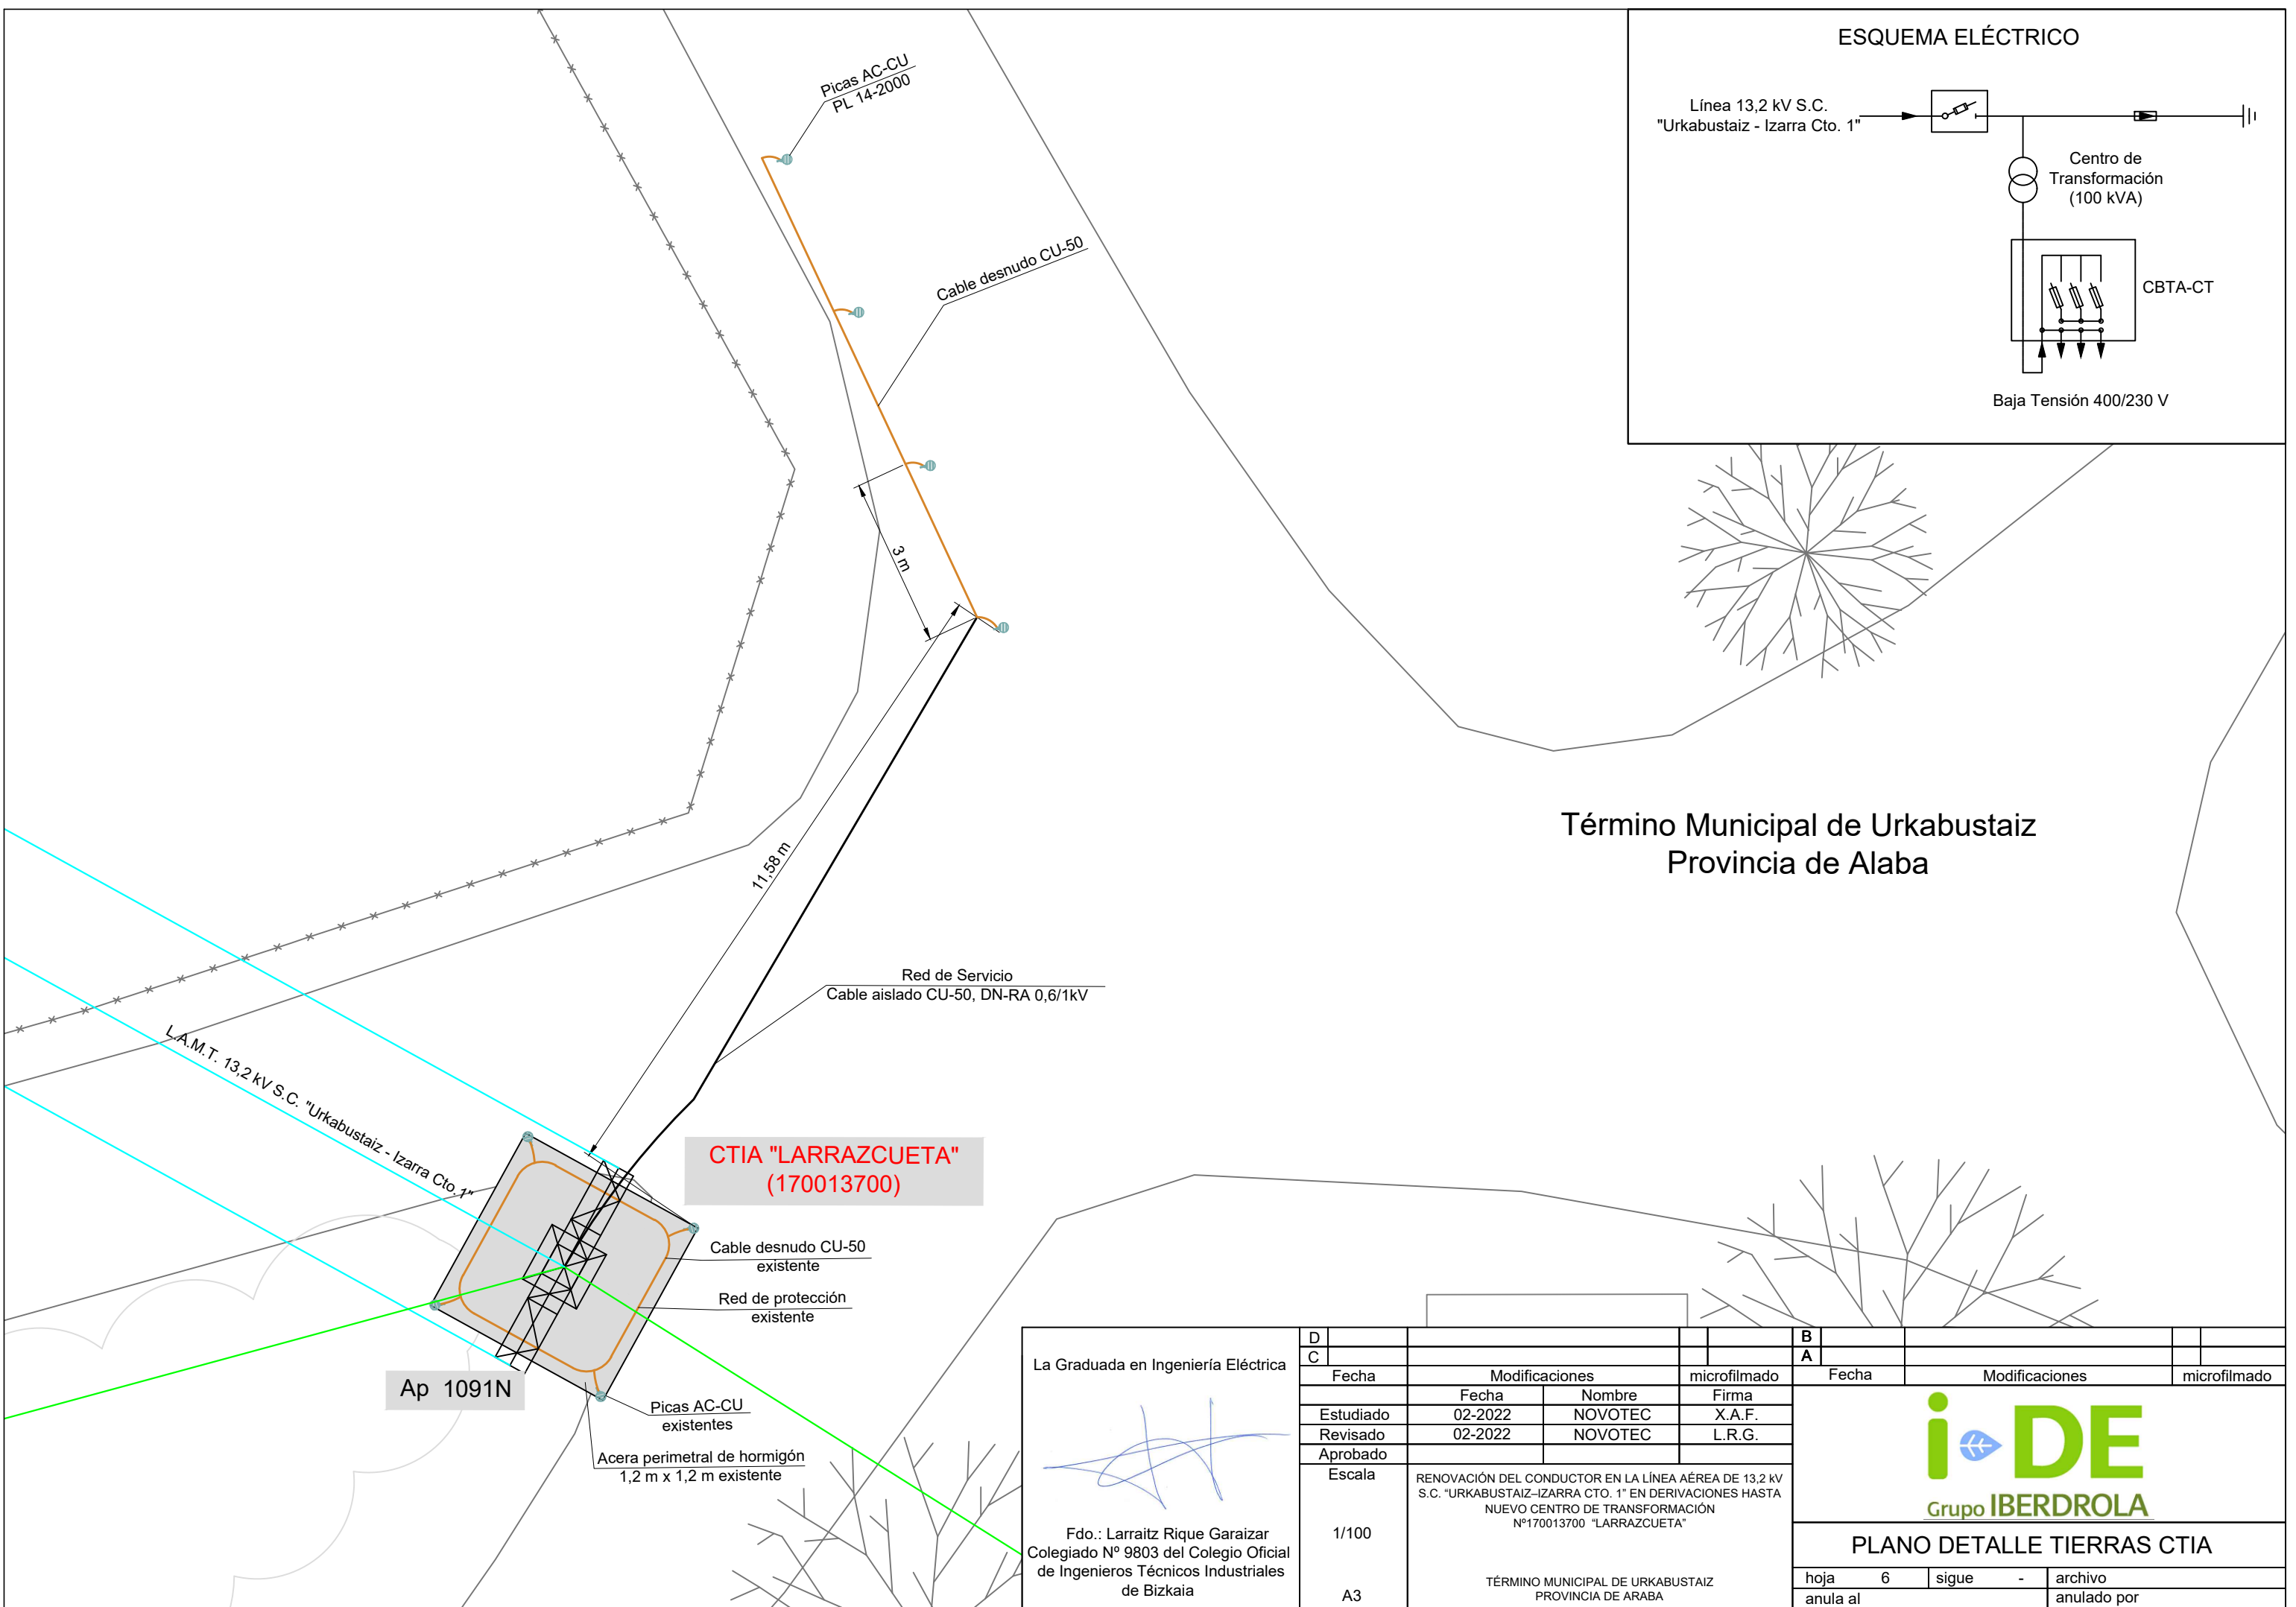 ESQUEMA ELÉCTRICO
Línea 13,2 kV S.C.
"Urkabustaiz - Izarra Cto. 1"
Centro de
Transformación
(100 kVA)
CBTA-CT
Baja Tensión 400/230 V
Picas AC-CU
PL 14-2000
Cable desnudo CU-50
3 m
11,58 m
Término Municipal de Urkabustaiz
Provincia de Alaba
Red de Servicio
Cable aislado CU-50, DN-RA 0,6/1kV
L.A.M.T. 13,2 kV S.C. "Urkabustaiz - Izarra Cto. 1"
CTIA "LARRAZCUETA"
(170013700)
Cable desnudo CU-50
existente
Red de protección
existente
Ap 1091N
Picas AC-CU
existentes
Acera perimetral de hormigón
1,2 m x 1,2 m existente
La Graduada en Ingeniería Eléctrica
Fdo.: Larraitz Rique Garaizar
Colegiado Nº 9803 del Colegio Oficial
de Ingenieros Técnicos Industriales
de Bizkaia
D B
C A
Fecha Modificaciones microfilmado Fecha Modificaciones microfilmado
Fecha Nombre Firma
Estudiado 02-2022 NOVOTEC X.A.F.
Revisado 02-2022 NOVOTEC L.R.G.
Aprobado
Escala
1/100
A3
RENOVACIÓN DEL CONDUCTOR EN LA LÍNEA AÉREA DE 13,2 kV
S.C. “URKABUSTAIZ–IZARRA CTO. 1” EN DERIVACIONES HASTA
NUEVO CENTRO DE TRANSFORMACIÓN
Nº170013700 “LARRAZCUETA”
TÉRMINO MUNICIPAL DE URKABUSTAIZ
PROVINCIA DE ARABA
i DE
Grupo IBERDROLA
PLANO DETALLE TIERRAS CTIA
hoja 6 sigue - archivo
anula al anulado por